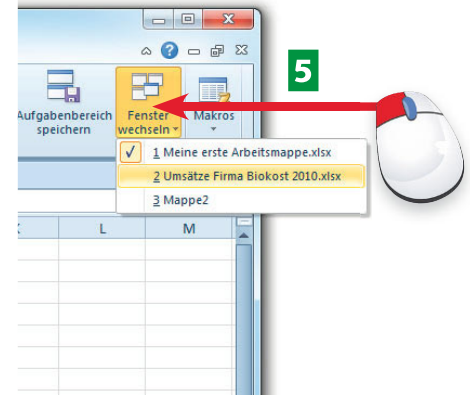 5
Aufgabenbereich speichern
Fenster wechseln
Makros
1 Meine erste Arbeitsmappe.xlsx
2 Umsätze Firma Biokost 2010.xlsx
3 Mappe2
L
M